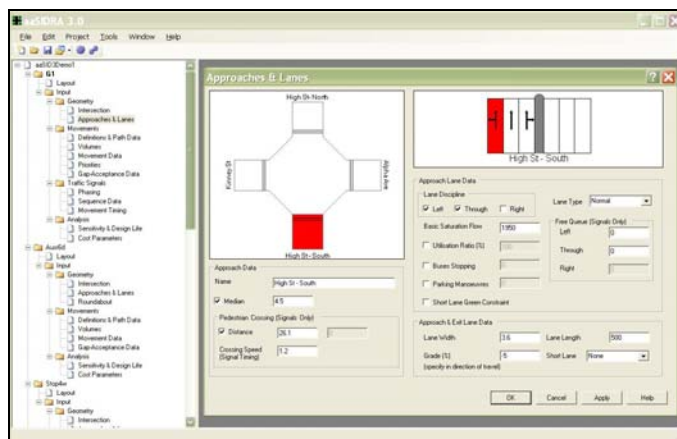 aaSIDRA 3.0
File Edit Project Tools Window Help
aaSID3Demo1
G1
Layout
Input
Geometry
Intersection
Approaches & Lanes
Movements
Definitions & Path Data
Volumes
Movement Data
Priorities
Gap-Acceptance Data
Traffic Signals
Phasing
Sequence Data
Movement Timing
Analysis
Sensitivity & Design Life
Cost Parameters
Layout
Input
Geometry
Intersection
Approaches & Lanes
Roundabout
Movements
Definitions & Path Data
Volumes
Movement Data
Gap-Acceptance Data
Analysis
Sensitivity & Design Life
Cost Parameters
Stop4w
Layout
Input
Geometry
Intersection
Approaches & Lanes
High St- North
Kinney St
Alpha Ave
High St- South
Approach Data
Name High St - South
Median 4.5
Pedestrian Crossing (Signals Only)
Distance 26.1
Crossing Speed 1.2
(Signal Timing)
High St - South
Approach Lane Data
Lane Discipline
Left Through Right
Lane Type Normal
Basic Saturation Flow 1950
Utilisation Ratio (%)
Buses Stopping
Parking Manoeuvres
Short Lane Green Constraint
Free Queue (Signals Only)
Left 0
Through 0
Right
Approach & Exit Lane Data
Lane Width 3.6 Lane Length 500
Grade (%) -5 Short Lane None
(specify in direction of travel)
OK Cancel Apply Help